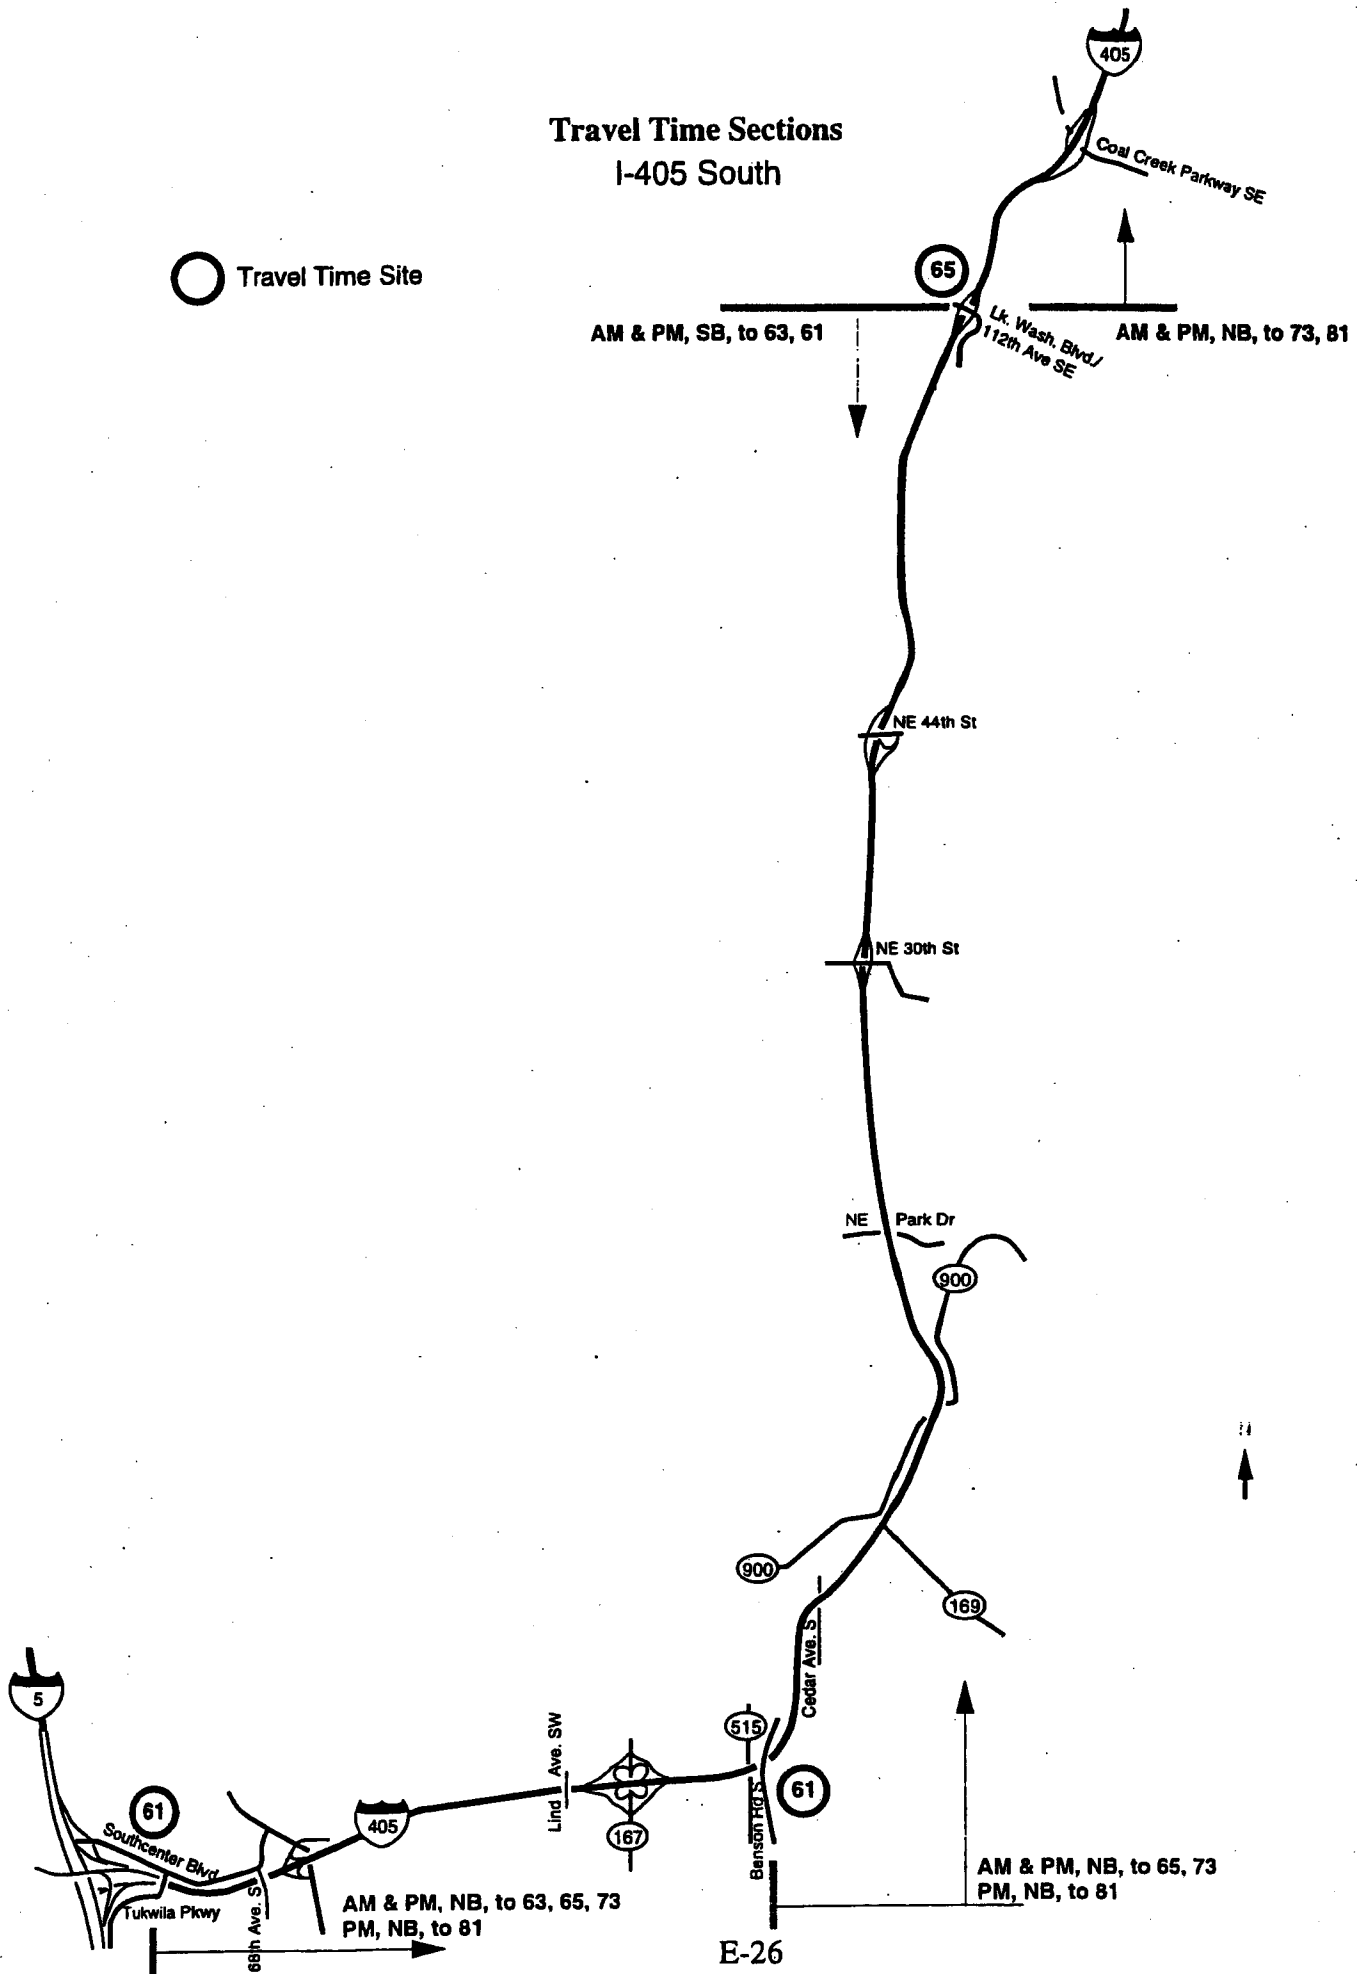 405
Travel Time Sections
I-405 South
Coal Creek Parkway SE
Travel Time Site
65
Lk. Wash. Blvd./
112th Ave SE
AM & PM, SB, to 63, 61
AM & PM, NB, to 73, 81
NE 44th St
NE 30th St
NE Park Dr
900
N
900
169
Cedar Ave. S
5
515
Lind Ave. SW
61
61
405
167
Benson Rd S
Southcenter Blvd
Tukwila Pkwy
68th Ave. S
AM & PM, NB, to 63, 65, 73
PM, NB, to 81
AM & PM, NB, to 65, 73
PM, NB, to 81
E-26